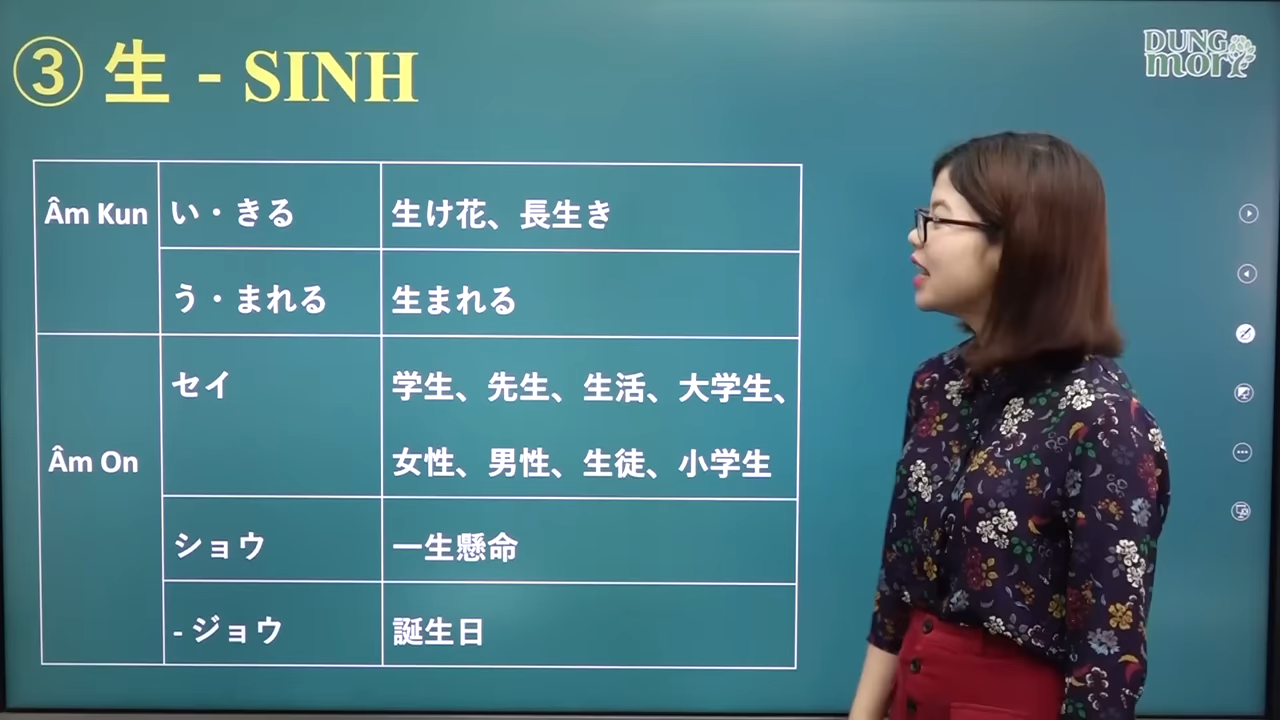 ③ 生 - SINH
DUNG
mori
Âm Kun
い・きる
生け花、長生き
う・まれる
生まれる
Âm On
セイ
学生、先生、生活、大学生、
女性、男性、生徒、小学生
ショウ
一生懸命
- ジョウ
誕生日